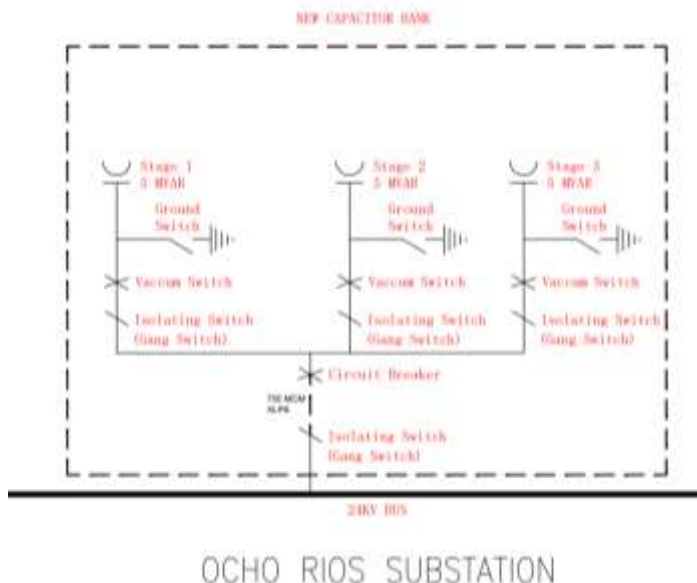 NEW CAPACITOR BANK
Stage 1
5 MVAR
Stage 2
5 MVAR
Stage 3
5 MVAR
Ground
Switch
Ground
Switch
Ground
Switch
Vaccum Switch
Vaccum Switch
Vaccum Switch
Isolating Switch
(Gang Switch)
Isolating Switch
(Gang Switch)
Isolating Switch
(Gang Switch)
Circuit Breaker
750 MCM
XLPE
Isolating Switch
(Gang Switch)
24KV BUS
OCHO RIOS SUBSTATION